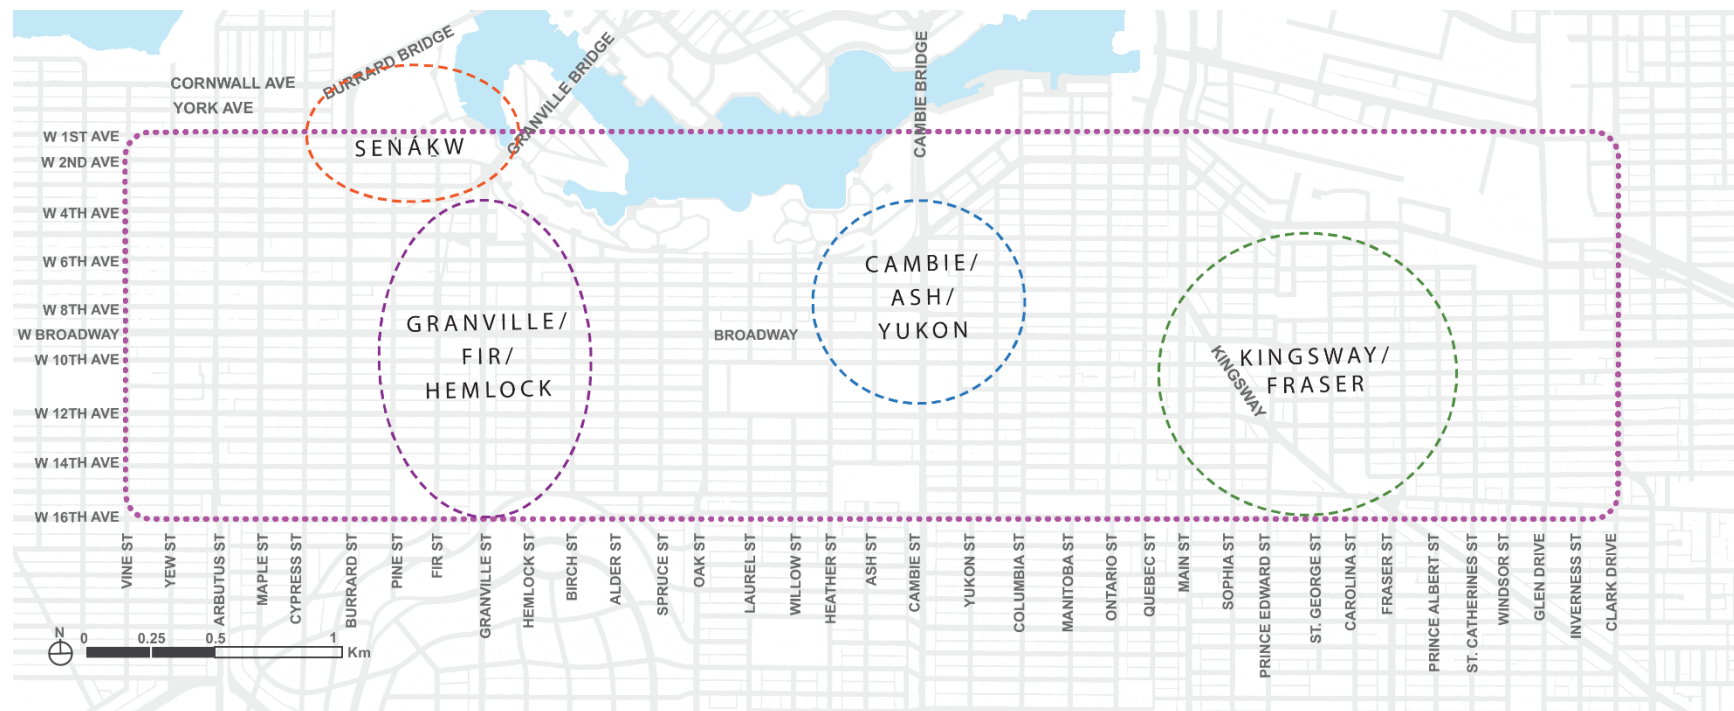 BURRARD BRIDGE
GRANVILLE BRIDGE
CAMBIE BRIDGE
CORNWALL AVE
YORK AVE
W 1ST AVE
W 2ND AVE
W 4TH AVE
W 6TH AVE
W 8TH AVE
W BROADWAY
W 10TH AVE
W 12TH AVE
W 14TH AVE
W 16TH AVE
SEN̓ÁḴW
GRANVILLE/
FIR/
HEMLOCK
BROADWAY
CAMBIE/
ASH/
YUKON
KINGSWAY
KINGSWAY/
FRASER
VINE ST
YEW ST
ARBUTUS ST
MAPLE ST
CYPRESS ST
BURRARD ST
PINE ST
FIR ST
GRANVILLE ST
HEMLOCK ST
BIRCH ST
ALDER ST
SPRUCE ST
OAK ST
LAUREL ST
WILLOW ST
HEATHER ST
ASH ST
CAMBIE ST
YUKON ST
COLUMBIA ST
MANITOBA ST
ONTARIO ST
QUEBEC ST
MAIN ST
SOPHIA ST
PRINCE EDWARD ST
ST. GEORGE ST
CAROLINA ST
FRASER ST
PRINCE ALBERT ST
ST. CATHERINES ST
WINDSOR ST
GLEN DRIVE
INVERNESS ST
CLARK DRIVE
N
0 0.25 0.5 1
Km